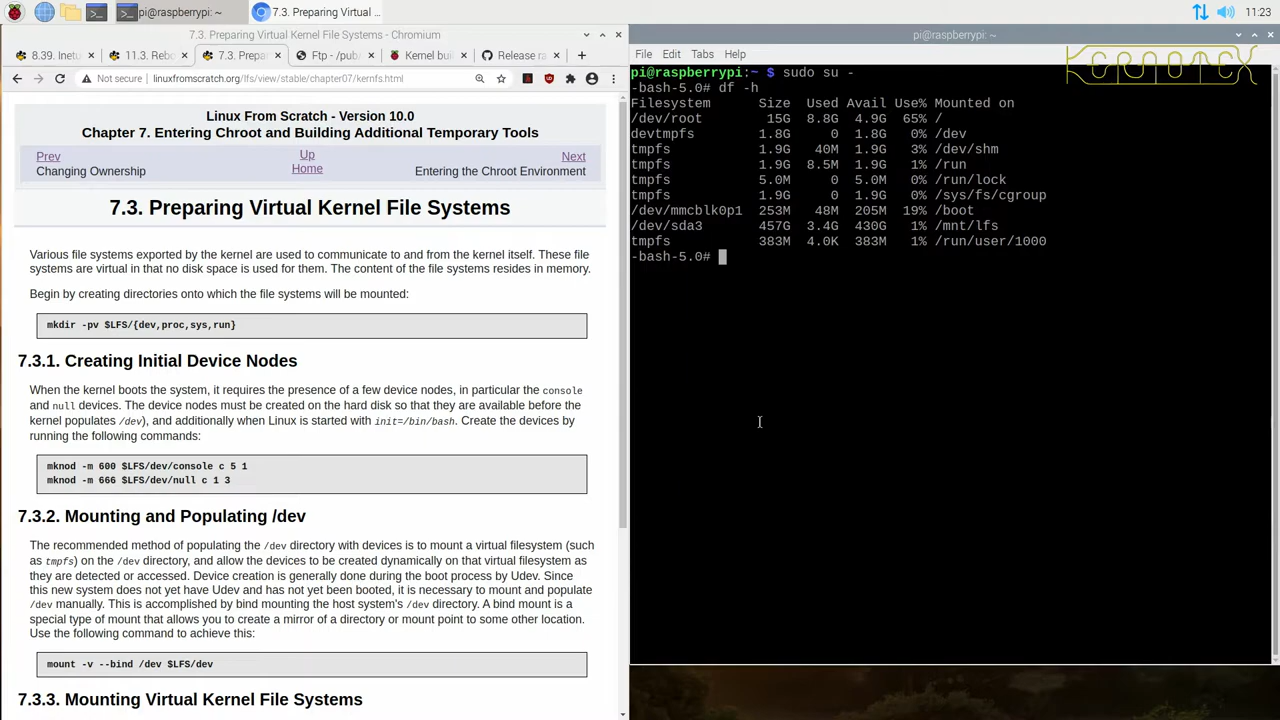 pi@raspberrypi: ~
7.3. Preparing Virtual ...
11:23
7.3. Preparing Virtual Kernel File Systems - Chromium
8.39. Inetu
11.3. Rebo
7.3. Prepar
Ftp - /pub/
Kernel buil
Release ra
Not secure
linuxfromscratch.org/lfs/view/stable/chapter07/kernfs.html
Linux From Scratch - Version 10.0
Chapter 7. Entering Chroot and Building Additional Temporary Tools
Prev
Up
Next
Changing Ownership
Home
Entering the Chroot Environment
7.3. Preparing Virtual Kernel File Systems
Various file systems exported by the kernel are used to communicate to and from the kernel itself. These file
systems are virtual in that no disk space is used for them. The content of the file systems resides in memory.
Begin by creating directories onto which the file systems will be mounted:
mkdir -pv $LFS/{dev,proc,sys,run}
7.3.1. Creating Initial Device Nodes
When the kernel boots the system, it requires the presence of a few device nodes, in particular the console
and null devices. The device nodes must be created on the hard disk so that they are available before the
kernel populates /dev), and additionally when Linux is started with init=/bin/bash. Create the devices by
running the following commands:
mknod -m 600 $LFS/dev/console c 5 1
mknod -m 666 $LFS/dev/null c 1 3
7.3.2. Mounting and Populating /dev
The recommended method of populating the /dev directory with devices is to mount a virtual filesystem (such
as tmpfs) on the /dev directory, and allow the devices to be created dynamically on that virtual filesystem as
they are detected or accessed. Device creation is generally done during the boot process by Udev. Since
this new system does not yet have Udev and has not yet been booted, it is necessary to mount and populate
/dev manually. This is accomplished by bind mounting the host system's /dev directory. A bind mount is a
special type of mount that allows you to create a mirror of a directory or mount point to some other location.
Use the following command to achieve this:
mount -v --bind /dev $LFS/dev
7.3.3. Mounting Virtual Kernel File Systems
pi@raspberrypi: ~
File Edit Tabs Help
pi@raspberrypi:~ $ sudo su -
-bash-5.0# df -h
Filesystem Size Used Avail Use% Mounted on
/dev/root 15G 8.8G 4.9G 65% /
devtmpfs 1.8G 0 1.8G 0% /dev
tmpfs 1.9G 40M 1.9G 3% /dev/shm
tmpfs 1.9G 8.5M 1.9G 1% /run
tmpfs 5.0M 0 5.0M 0% /run/lock
tmpfs 1.9G 0 1.9G 0% /sys/fs/cgroup
/dev/mmcblk0p1 253M 48M 205M 19% /boot
/dev/sda3 457G 3.4G 430G 1% /mnt/lfs
tmpfs 383M 4.0K 383M 1% /run/user/1000
-bash-5.0#